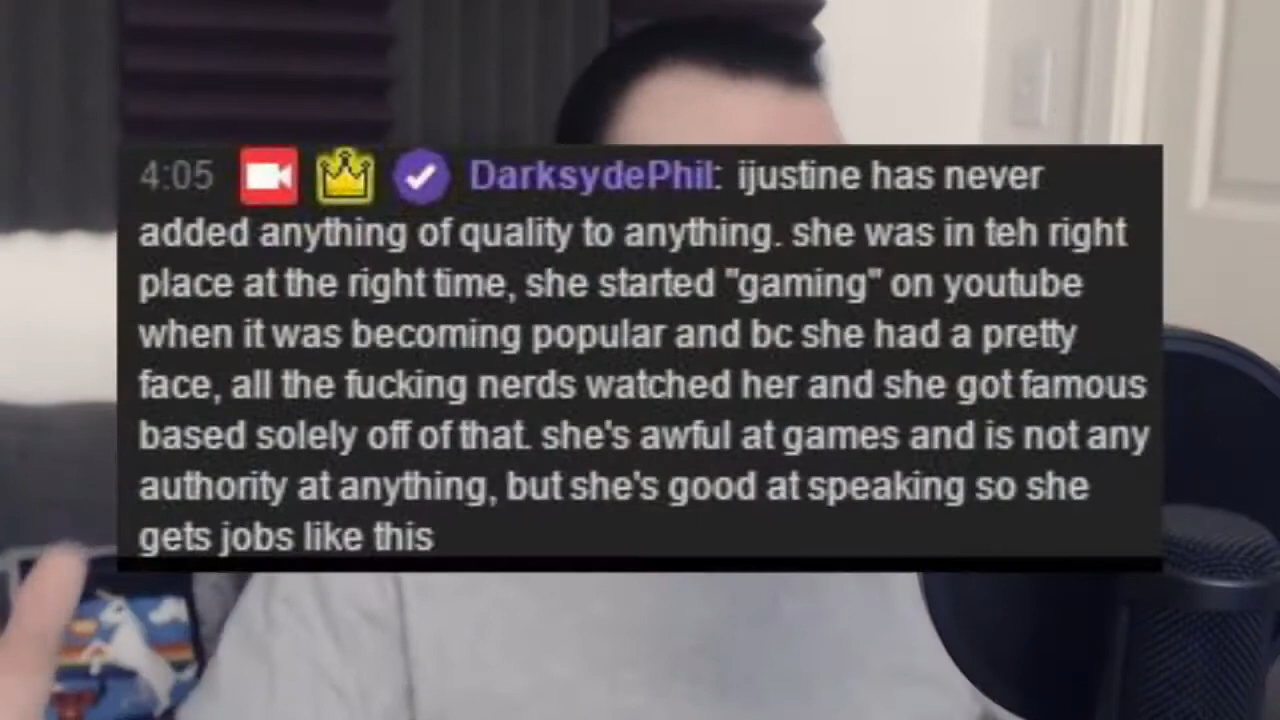 4:05 DarksydePhil: ijustine has never
added anything of quality to anything. she was in teh right
place at the right time, she started "gaming" on youtube
when it was becoming popular and bc she had a pretty
face, all the fucking nerds watched her and she got famous
based solely off of that. she's awful at games and is not any
authority at anything, but she's good at speaking so she
gets jobs like this